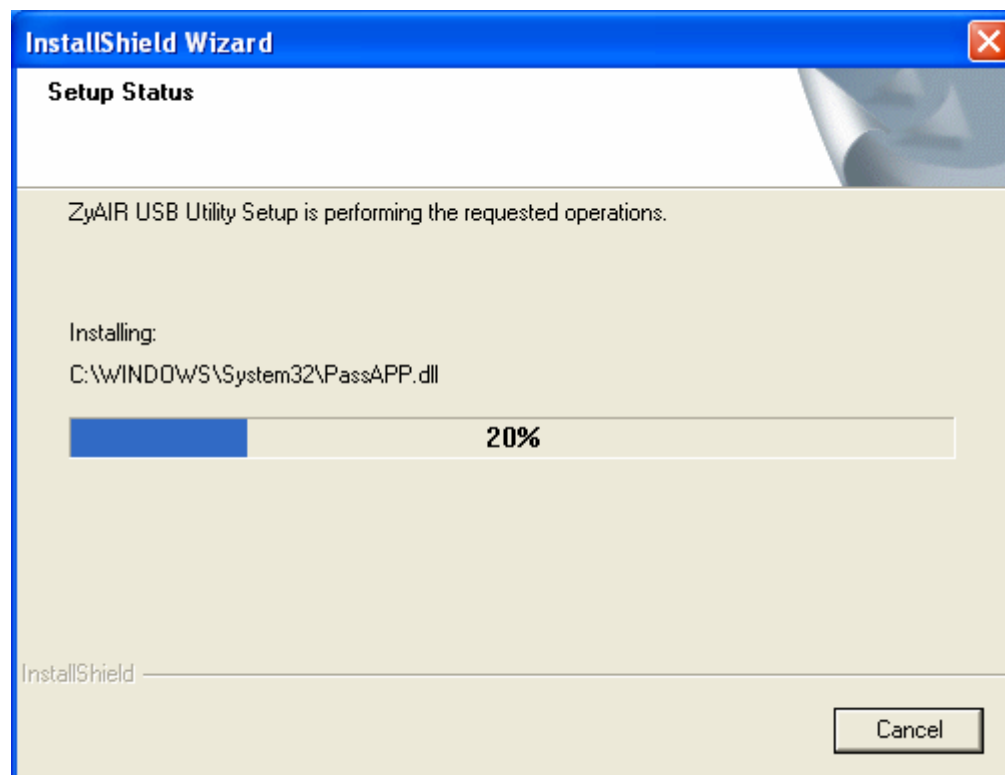 InstallShield Wizard
Setup Status
ZyAIR USB Utility Setup is performing the requested operations.
Installing:
C:\WINDOWS\System32\PassAPP.dll
20%
InstallShield
Cancel